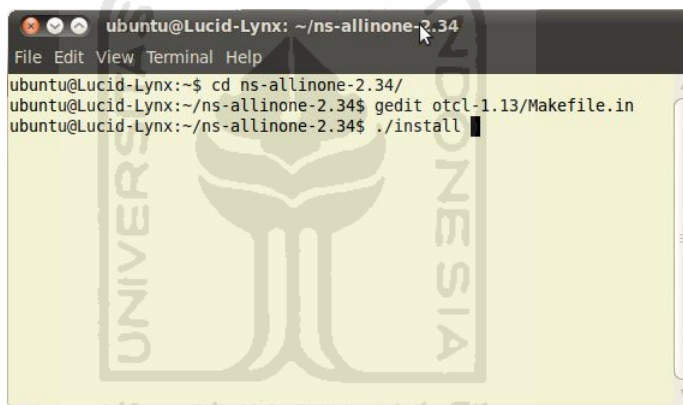 ubuntu@Lucid-Lynx: ~/ns-allinone-2.34
File Edit View Terminal Help
ubuntu@Lucid-Lynx:~$ cd ns-allinone-2.34/
ubuntu@Lucid-Lynx:~/ns-allinone-2.34$ gedit otcl-1.13/Makefile.in
ubuntu@Lucid-Lynx:~/ns-allinone-2.34$ ./install
UNIVERSITAS
INDONESIA